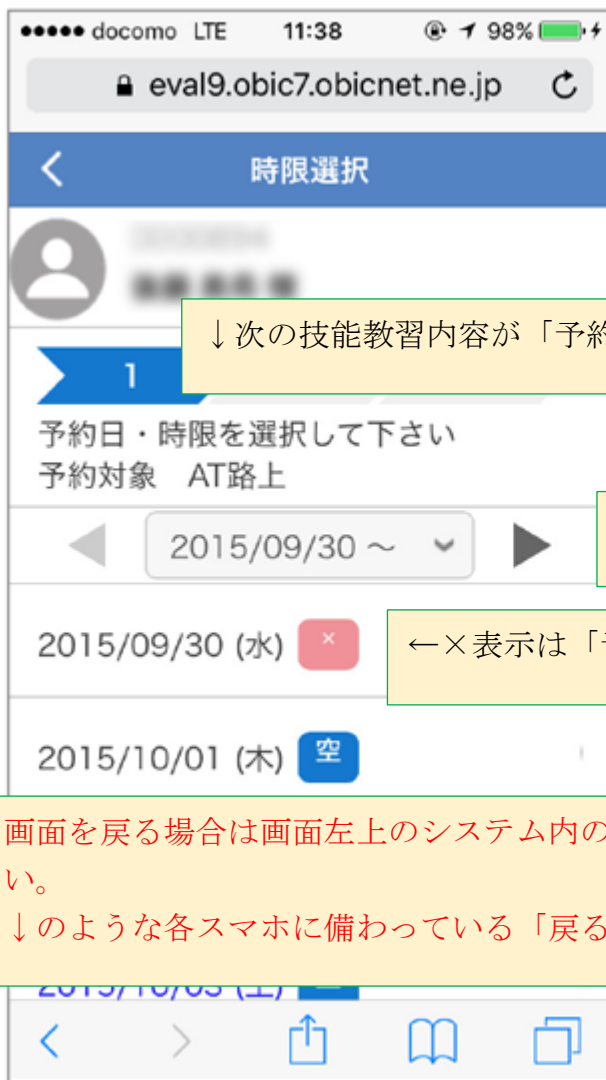 docomo LTE 11:38 98%
eval9.obic7.obicnet.ne.jp
時限選択
↓次の技能教習内容が「予約
1
予約日・時限を選択して下さい
予約対象 AT路上
2015/09/30 ～
2015/09/30 (水) ×
←×表示は「
2015/10/01 (木) 空
画面を戻る場合は画面左上のシステム内の
い。
↓のような各スマホに備わっている「戻る
2015/10/03 (土)